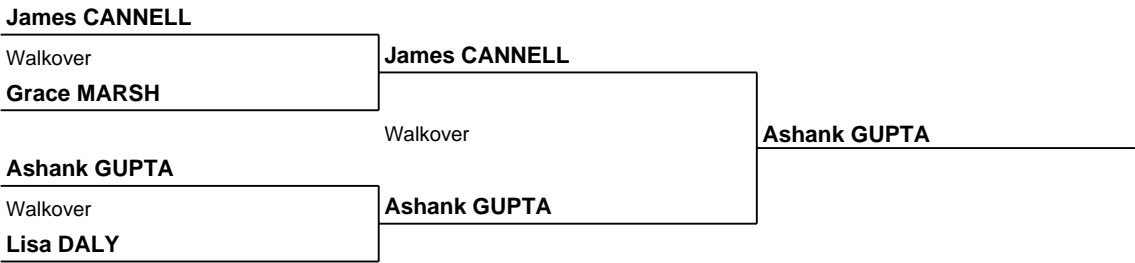 James CANNELL
Walkover
James CANNELL
Grace MARSH
Walkover
Ashank GUPTA
Ashank GUPTA
Walkover
Ashank GUPTA
Lisa DALY